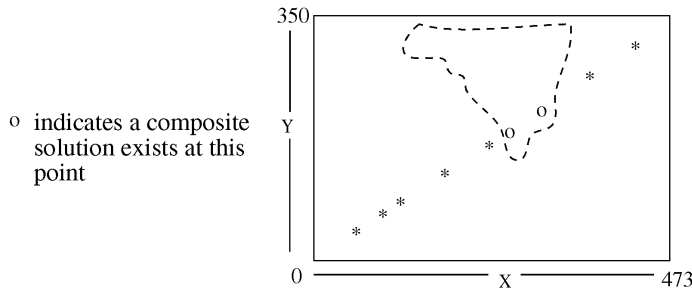 350
Y
o indicates a composite
solution exists at this
point
o
o
*
*
*
*
*
*
*
0
X
473